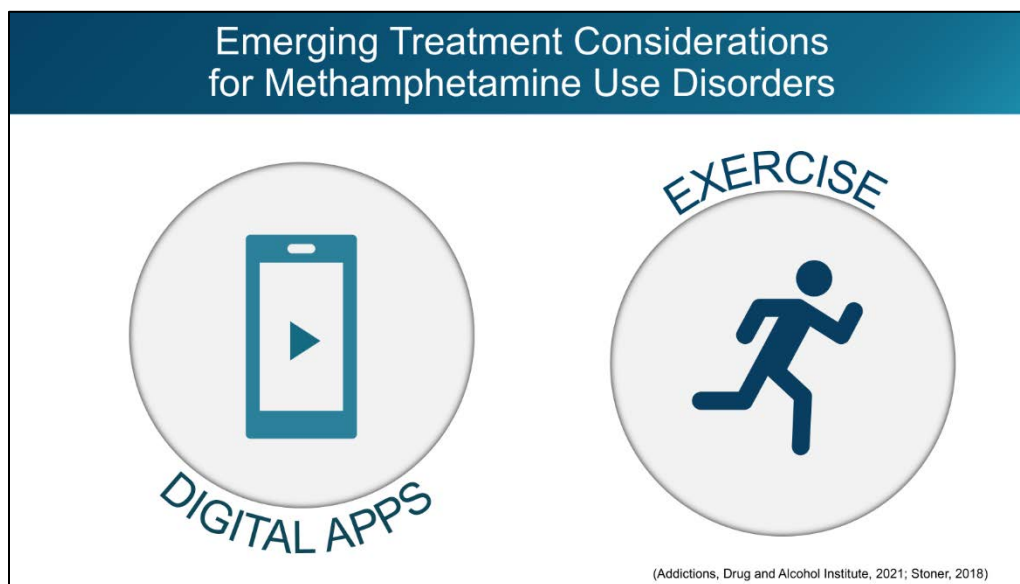 Emerging Treatment Considerations
for Methamphetamine Use Disorders
DIGITAL APPS
EXERCISE
(Addictions, Drug and Alcohol Institute, 2021; Stoner, 2018)